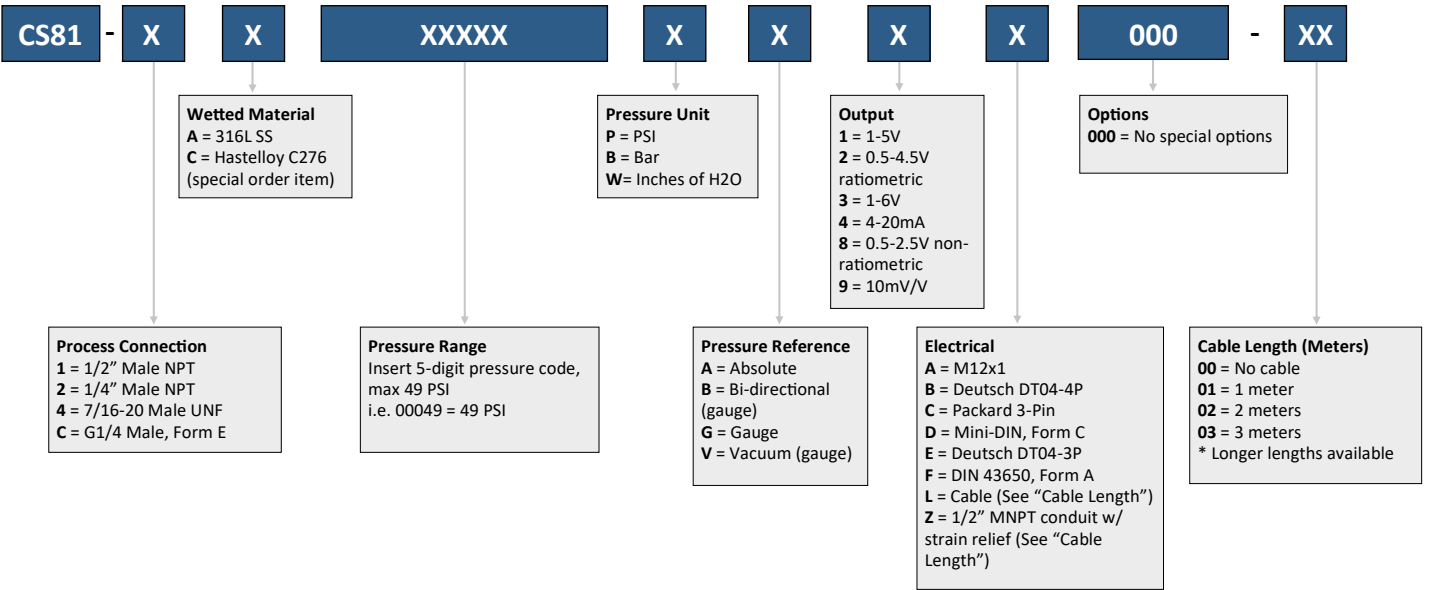 CS81 - X X XXXXX X X X X 000 - XX
Wetted Material
A = 316L SS
C = Hastelloy C276
(special order item)
Pressure Unit
P = PSI
B = Bar
W= Inches of H2O
Output
1 = 1-5V
2 = 0.5-4.5V
ratiometric
3 = 1-6V
4 = 4-20mA
8 = 0.5-2.5V non-
ratiometric
9 = 10mV/V
Options
000 = No special options
Process Connection
1 = 1/2” Male NPT
2 = 1/4” Male NPT
4 = 7/16-20 Male UNF
C = G1/4 Male, Form E
Pressure Range
Insert 5-digit pressure code,
max 49 PSI
i.e. 00049 = 49 PSI
Pressure Reference
A = Absolute
B = Bi-directional
(gauge)
G = Gauge
V = Vacuum (gauge)
Electrical
A = M12x1
B = Deutsch DT04-4P
C = Packard 3-Pin
D = Mini-DIN, Form C
E = Deutsch DT04-3P
F = DIN 43650, Form A
L = Cable (See “Cable Length”)
Z = 1/2” MNPT conduit w/
strain relief (See “Cable
Length”)
Cable Length (Meters)
00 = No cable
01 = 1 meter
02 = 2 meters
03 = 3 meters
* Longer lengths available